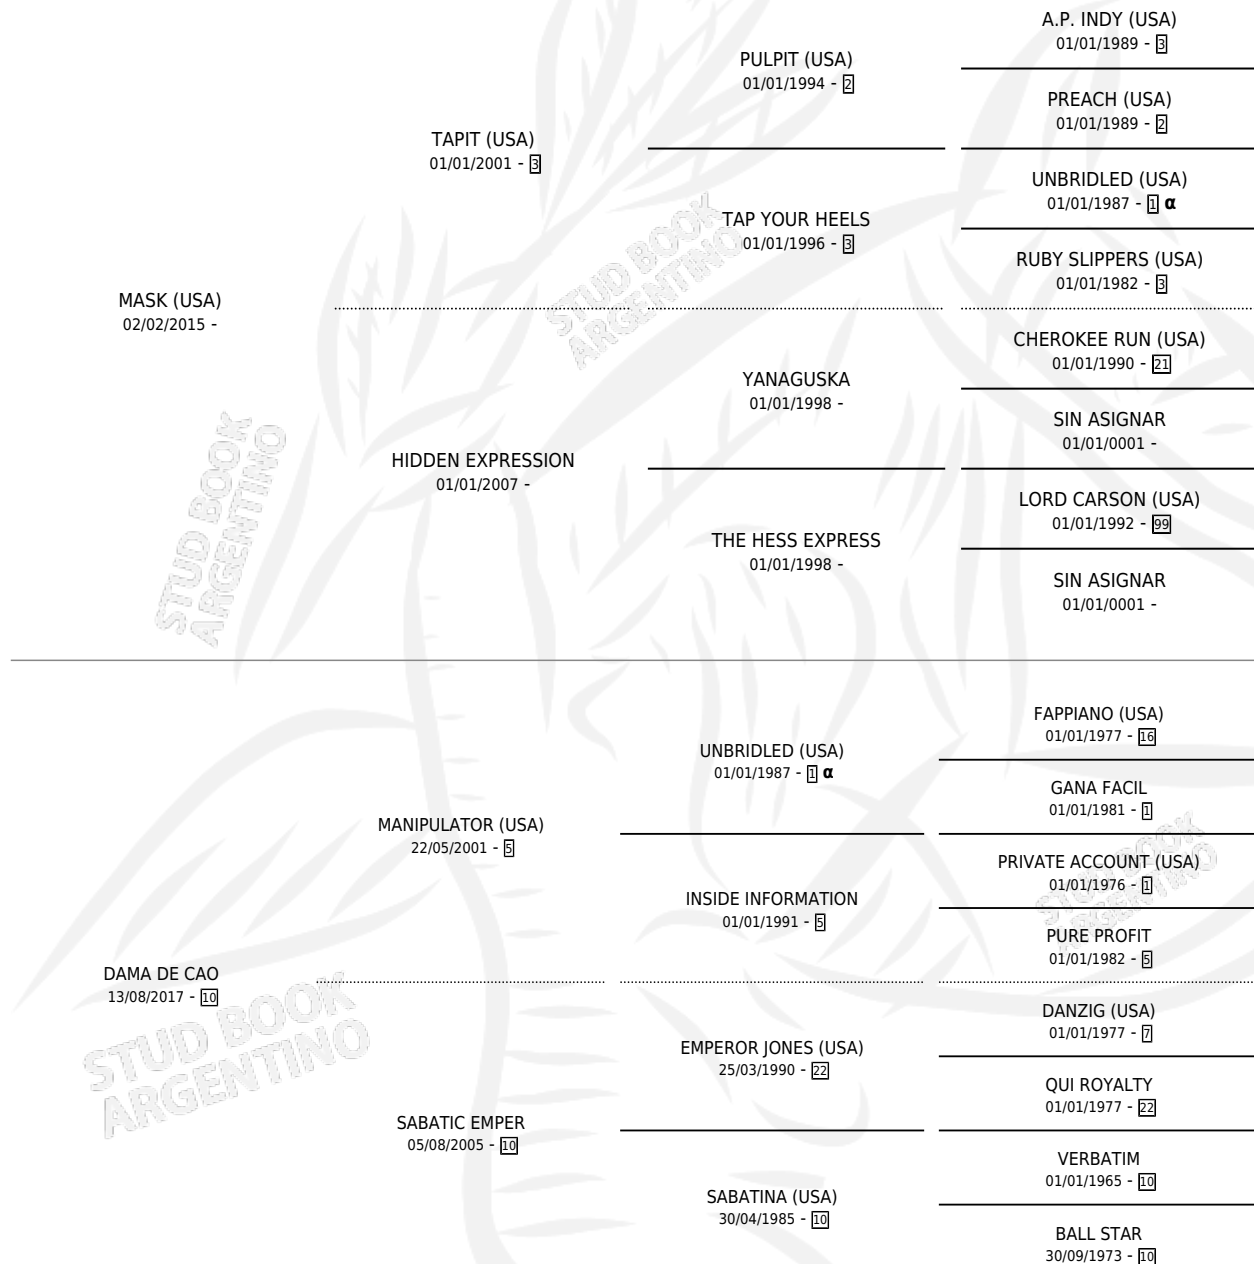 A.P. INDY (USA)
01/01/1989 - 3
PULPIT (USA)
01/01/1994 - 2
PREACH (USA)
01/01/1989 - 2
TAPIT (USA)
01/01/2001 - 3
UNBRIDLED (USA)
01/01/1987 - 1 α
TAP YOUR HEELS
01/01/1996 - 3
RUBY SLIPPERS (USA)
01/01/1982 - 3
MASK (USA)
02/02/2015 -
CHEROKEE RUN (USA)
01/01/1990 - 21
YANAGUSKA
01/01/1998 -
SIN ASIGNAR
01/01/0001 -
HIDDEN EXPRESSION
01/01/2007 -
LORD CARSON (USA)
01/01/1992 - 99
THE HESS EXPRESS
01/01/1998 -
SIN ASIGNAR
01/01/0001 -
FAPPIANO (USA)
01/01/1977 - 16
UNBRIDLED (USA)
01/01/1987 - 1 α
GANA FACIL
01/01/1981 - 1
MANIPULATOR (USA)
22/05/2001 - 5
PRIVATE ACCOUNT (USA)
01/01/1976 - 1
INSIDE INFORMATION
01/01/1991 - 5
PURE PROFIT
01/01/1982 - 5
DAMA DE CAO
13/08/2017 - 10
DANZIG (USA)
01/01/1977 - 7
EMPEROR JONES (USA)
25/03/1990 - 22
QUI ROYALTY
01/01/1977 - 22
SABATIC EMPER
05/08/2005 - 10
VERBATIM
01/01/1965 - 10
SABATINA (USA)
30/04/1985 - 10
BALL STAR
30/09/1973 - 10
STUD BOOK
ARGENTINO
STUD BOOK
ARGENTINO
STUD BOOK
ARGENTINO
STUD BOOK
ARGENTINO